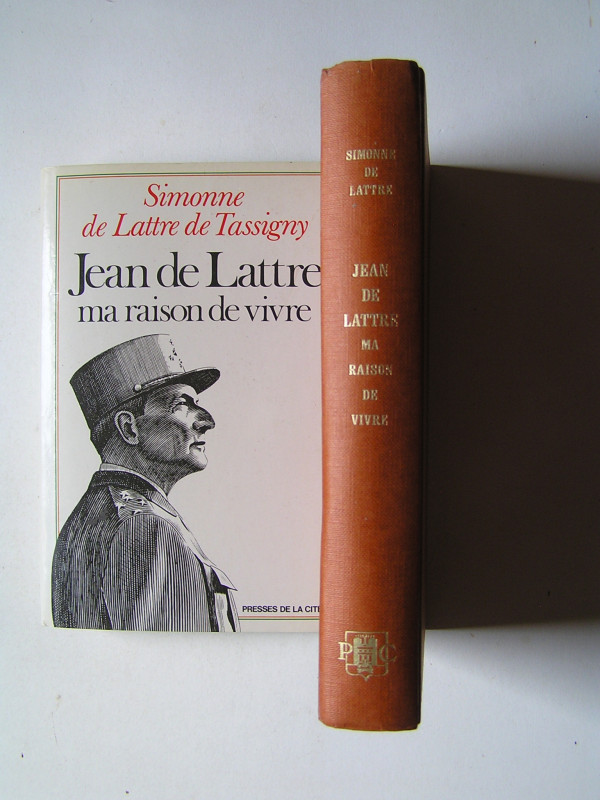 Simonne
de Lattre de Tassigny
Jean de Lattre
ma raison de vivre
PRESSES DE LA CITÉ
SIMONNE
DE
LATTRE
JEAN
DE
LATTRE
MA
RAISON
DE
VIVRE
P C